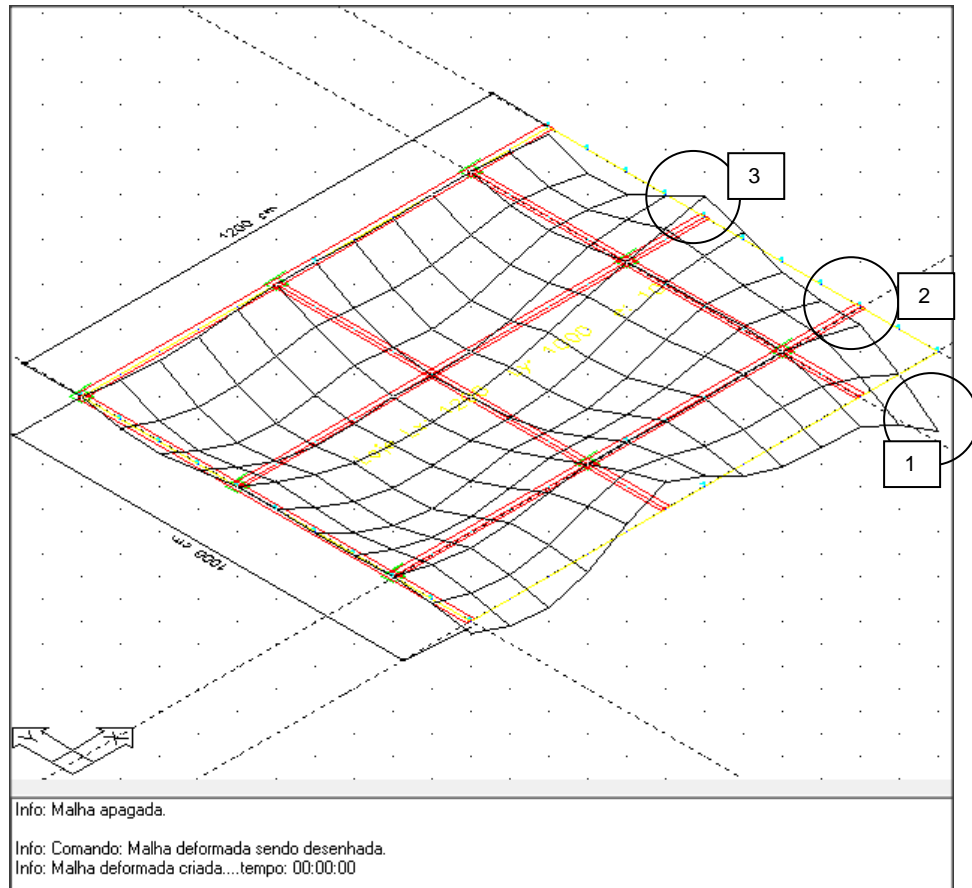 3
1200 cm
2
1
1000 cm
Y
X
Info: Malha apagada.
Info: Comando: Malha deformada sendo desenhada.
Info: Malha deformada criada....tempo: 00:00:00